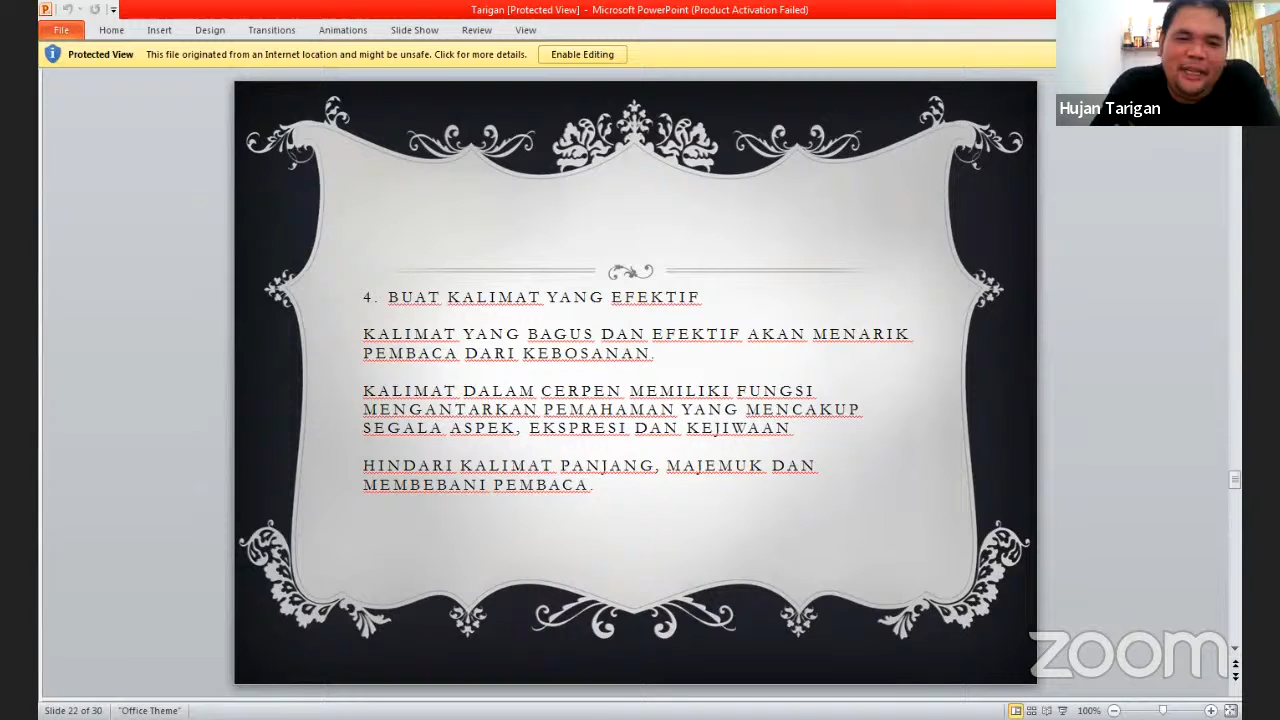 Tarigan [Protected View] - Microsoft PowerPoint (Product Activation Failed)
File Home Insert Design Transitions Animations Slide Show Review View
Protected View This file originated from an Internet location and might be unsafe. Click for more details. Enable Editing
Hujan Tarigan
4. BUAT KALIMAT YANG EFEKTIF
KALIMAT YANG BAGUS DAN EFEKTIF AKAN MENARIK
PEMBACA DARI KEBOSANAN.
KALIMAT DALAM CERPEN MEMILIKI FUNGSI
MENGANTARKAN PEMAHAMAN YANG MENCAKUP
SEGALA ASPEK, EKSPRESI DAN KEJIWAAN
HINDARI KALIMAT PANJANG, MAJEMUK DAN
MEMBEBANI PEMBACA.
zoom
Slide 22 of 30 "Office Theme" 100%